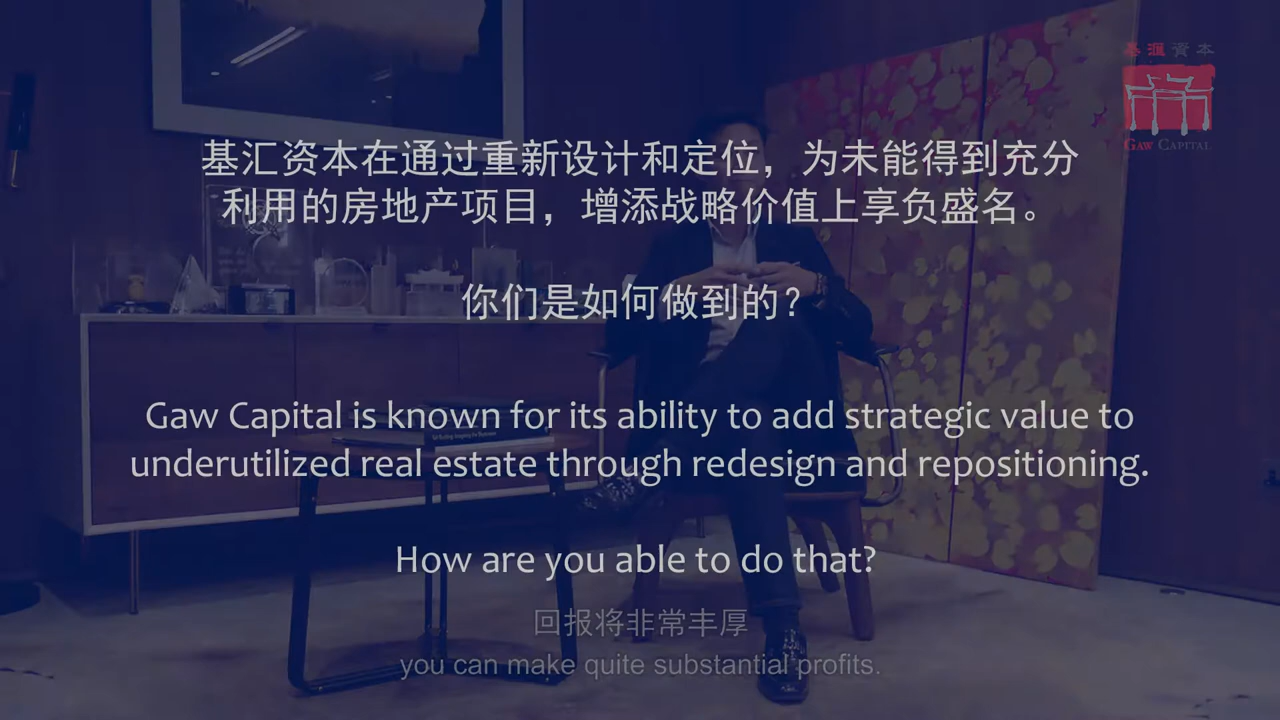 基滙資本
GAW CAPITAL
基汇资本在通过重新设计和定位，为未能得到充分
利用的房地产项目，增添战略价值上享负盛名。
你们是如何做到的？
Gaw Capital is known for its ability to add strategic value to
underutilized real estate through redesign and repositioning.
How are you able to do that?
回报将非常丰厚
you can make quite substantial profits.